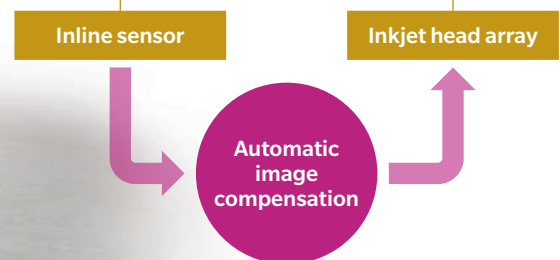 Inline sensor
Inkjet head array
Automatic
image
compensation